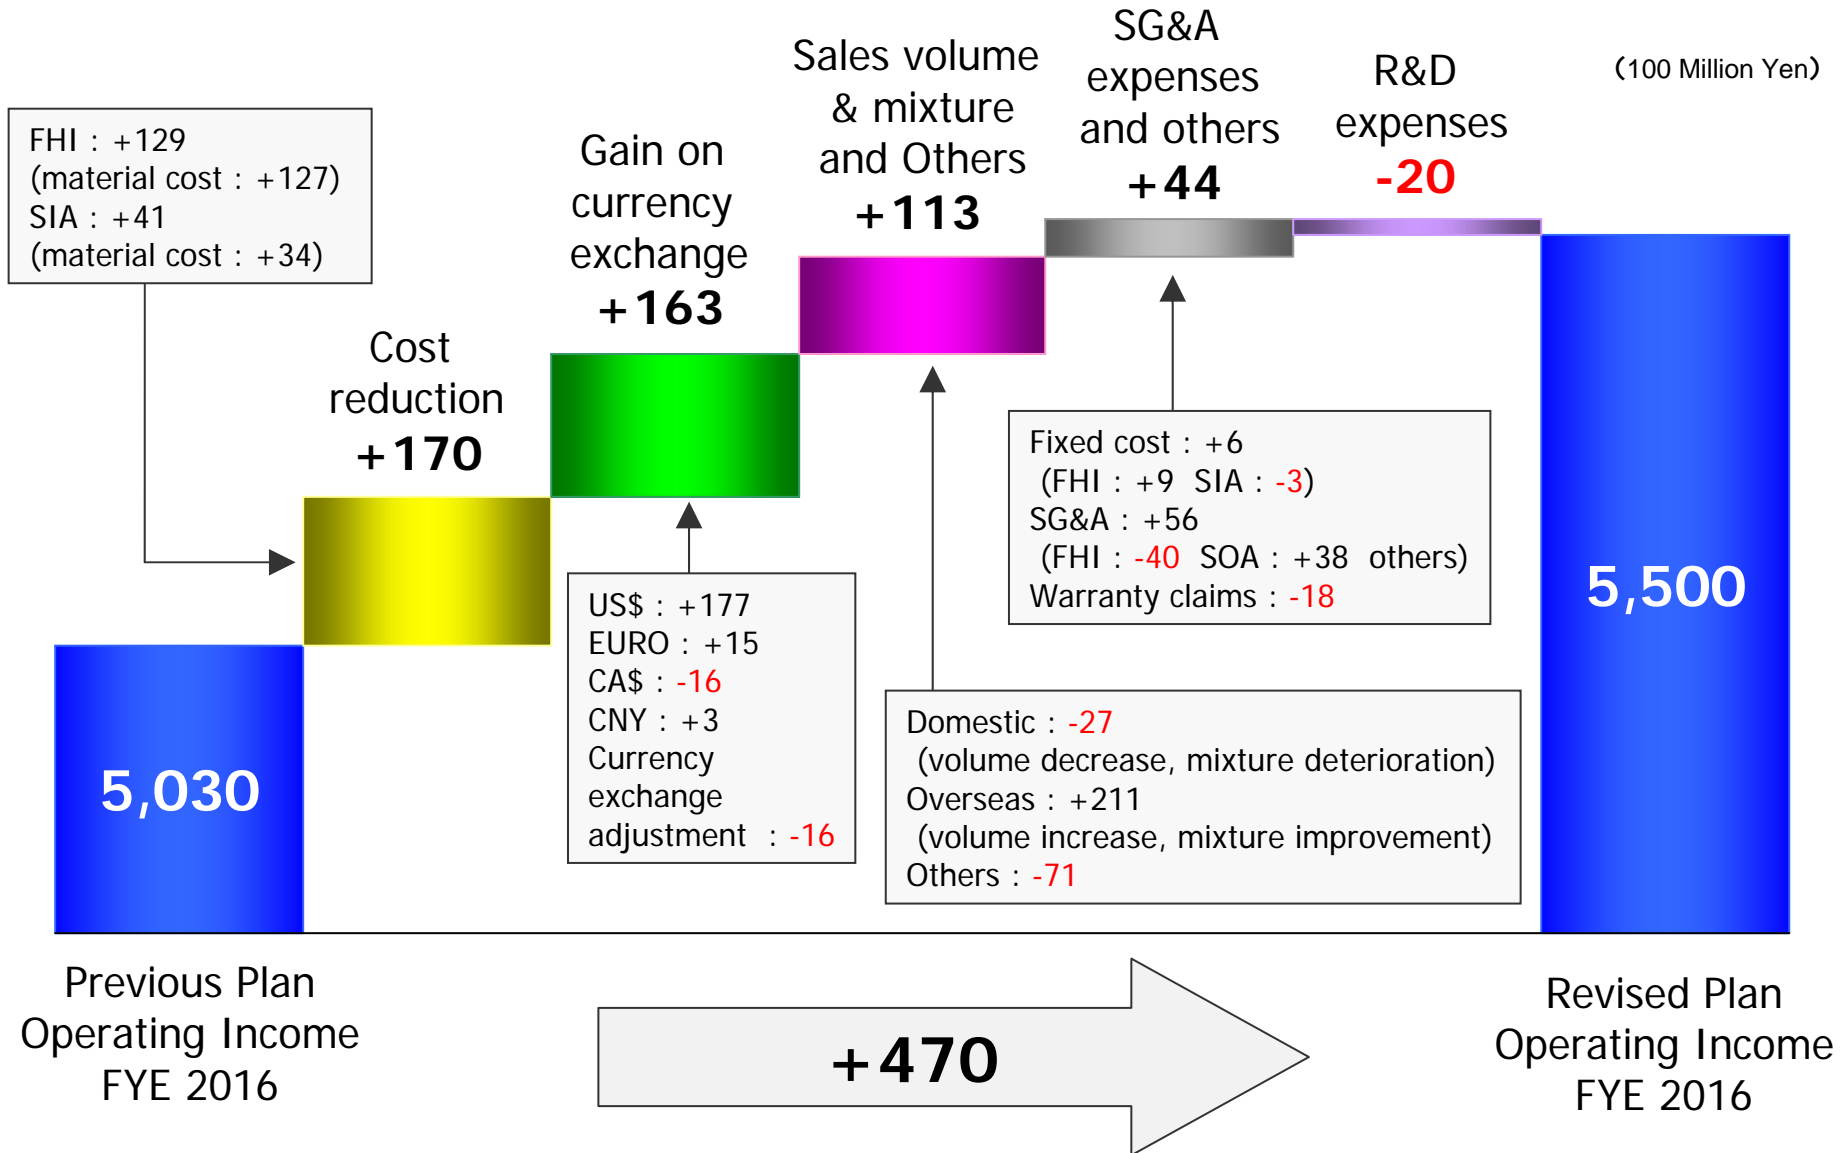 (100 Million Yen)
FHI : +129
(material cost : +127)
SIA : +41
(material cost : +34)
Cost
reduction
+170
Gain on
currency
exchange
+163
Sales volume
& mixture
and Others
+113
SG&A
expenses
and others
+44
R&D
expenses
-20
US$ : +177
EURO : +15
CA$ : -16
CNY : +3
Currency
exchange
adjustment : -16
Fixed cost : +6
(FHI : +9 SIA : -3)
SG&A : +56
(FHI : -40 SOA : +38 others)
Warranty claims : -18
Domestic : -27
(volume decrease, mixture deterioration)
Overseas : +211
(volume increase, mixture improvement)
Others : -71
5,030
5,500
Previous Plan
Operating Income
FYE 2016
+470
Revised Plan
Operating Income
FYE 2016